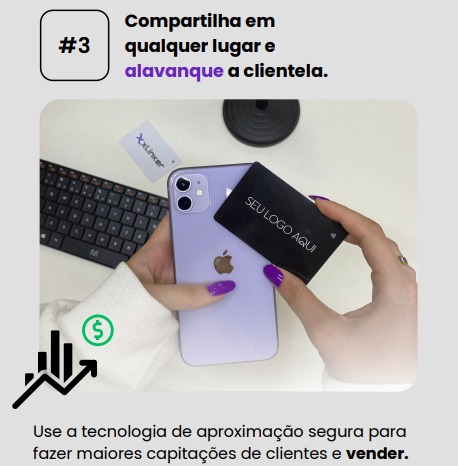 #3
Compartilha em
qualquer lugar e
alavanque a clientela.
xLinker
SEU LOGO AQUI
$
Use a tecnologia de aproximação segura para
fazer maiores capitações de clientes e vender.